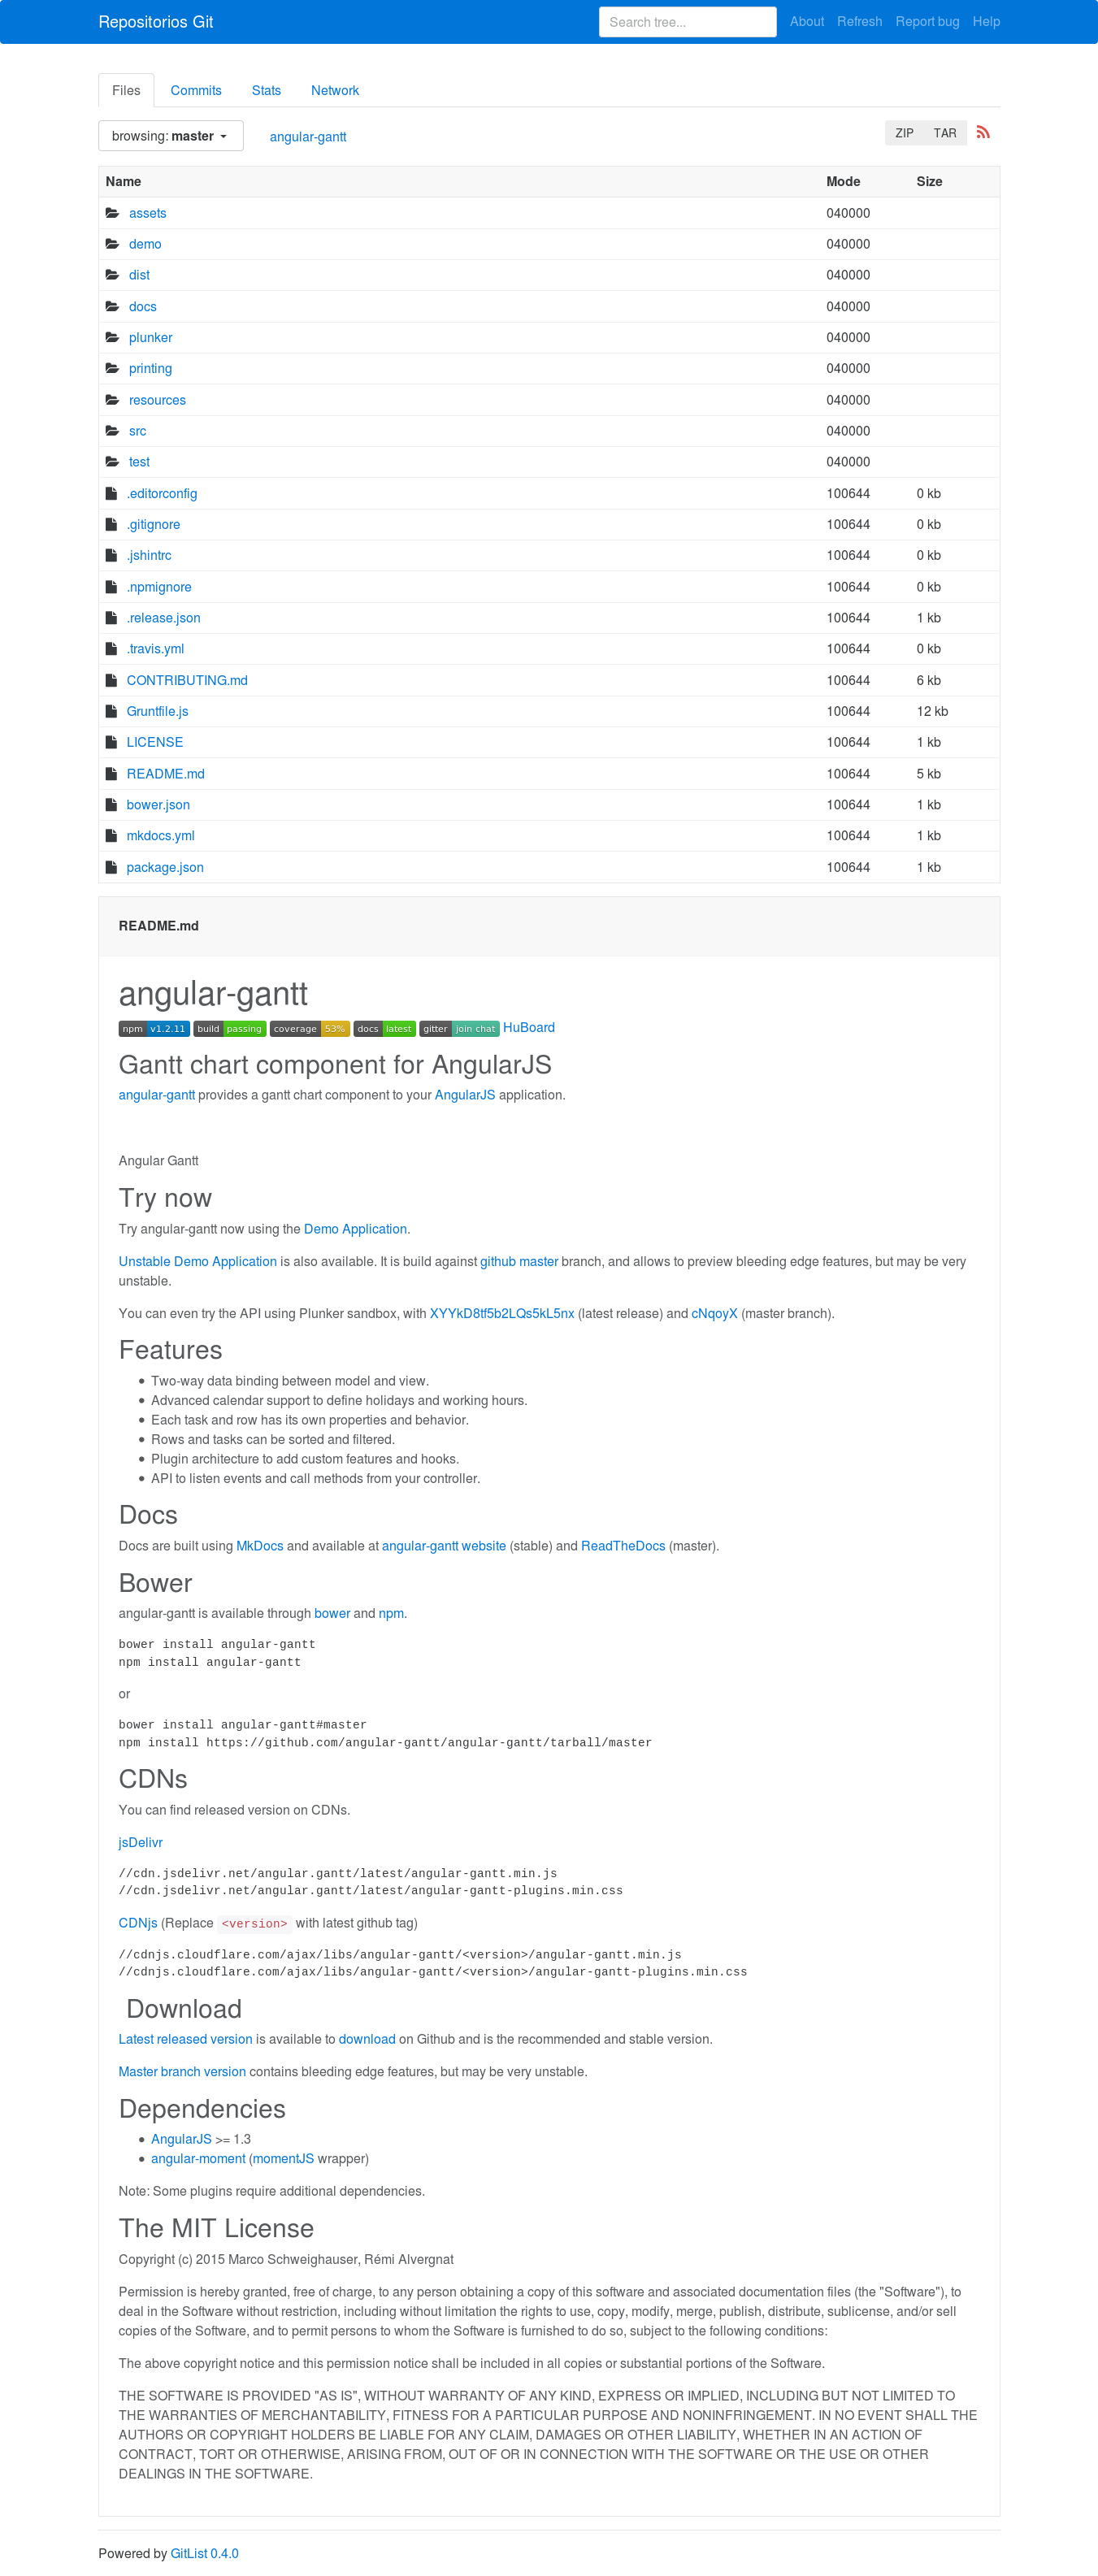 Repositorios Git
Search tree...
About Refresh Report bug Help
Files Commits Stats Network
browsing: master angular-gantt ZIP TAR
Name Mode Size
assets 040000
demo 040000
dist 040000
docs 040000
plunker 040000
printing 040000
resources 040000
src 040000
test 040000
.editorconfig 100644 0 kb
.gitignore 100644 0 kb
.jshintrc 100644 0 kb
.npmignore 100644 0 kb
.release.json 100644 1 kb
.travis.yml 100644 0 kb
CONTRIBUTING.md 100644 6 kb
Gruntfile.js 100644 12 kb
LICENSE 100644 1 kb
README.md 100644 5 kb
bower.json 100644 1 kb
mkdocs.yml 100644 1 kb
package.json 100644 1 kb
README.md
angular-gantt
npm v1.2.11 build passing coverage 53% docs latest gitter join chat HuBoard
Gantt chart component for AngularJS
angular-gantt provides a gantt chart component to your AngularJS application.
Angular Gantt
Try now
Try angular-gantt now using the Demo Application.
Unstable Demo Application is also available. It is build against github master branch, and allows to preview bleeding edge features, but may be very
unstable.
You can even try the API using Plunker sandbox, with XYYkD8tf5b2LQs5kL5nx (latest release) and cNqoyX (master branch).
Features
• Two-way data binding between model and view.
• Advanced calendar support to define holidays and working hours.
• Each task and row has its own properties and behavior.
• Rows and tasks can be sorted and filtered.
• Plugin architecture to add custom features and hooks.
• API to listen events and call methods from your controller.
Docs
Docs are built using MkDocs and available at angular-gantt website (stable) and ReadTheDocs (master).
Bower
angular-gantt is available through bower and npm.
bower install angular-gantt
npm install angular-gantt
or
bower install angular-gantt#master
npm install https://github.com/angular-gantt/angular-gantt/tarball/master
CDNs
You can find released version on CDNs.
jsDelivr
//cdn.jsdelivr.net/angular.gantt/latest/angular-gantt.min.js
//cdn.jsdelivr.net/angular.gantt/latest/angular-gantt-plugins.min.css
CDNjs (Replace <version> with latest github tag)
//cdnjs.cloudflare.com/ajax/libs/angular-gantt/<version>/angular-gantt.min.js
//cdnjs.cloudflare.com/ajax/libs/angular-gantt/<version>/angular-gantt-plugins.min.css
Download
Latest released version is available to download on Github and is the recommended and stable version.
Master branch version contains bleeding edge features, but may be very unstable.
Dependencies
• AngularJS >= 1.3
• angular-moment (momentJS wrapper)
Note: Some plugins require additional dependencies.
The MIT License
Copyright (c) 2015 Marco Schweighauser, Rémi Alvergnat
Permission is hereby granted, free of charge, to any person obtaining a copy of this software and associated documentation files (the "Software"), to
deal in the Software without restriction, including without limitation the rights to use, copy, modify, merge, publish, distribute, sublicense, and/or sell
copies of the Software, and to permit persons to whom the Software is furnished to do so, subject to the following conditions:
The above copyright notice and this permission notice shall be included in all copies or substantial portions of the Software.
THE SOFTWARE IS PROVIDED "AS IS", WITHOUT WARRANTY OF ANY KIND, EXPRESS OR IMPLIED, INCLUDING BUT NOT LIMITED TO
THE WARRANTIES OF MERCHANTABILITY, FITNESS FOR A PARTICULAR PURPOSE AND NONINFRINGEMENT. IN NO EVENT SHALL THE
AUTHORS OR COPYRIGHT HOLDERS BE LIABLE FOR ANY CLAIM, DAMAGES OR OTHER LIABILITY, WHETHER IN AN ACTION OF
CONTRACT, TORT OR OTHERWISE, ARISING FROM, OUT OF OR IN CONNECTION WITH THE SOFTWARE OR THE USE OR OTHER
DEALINGS IN THE SOFTWARE.
Powered by GitList 0.4.0